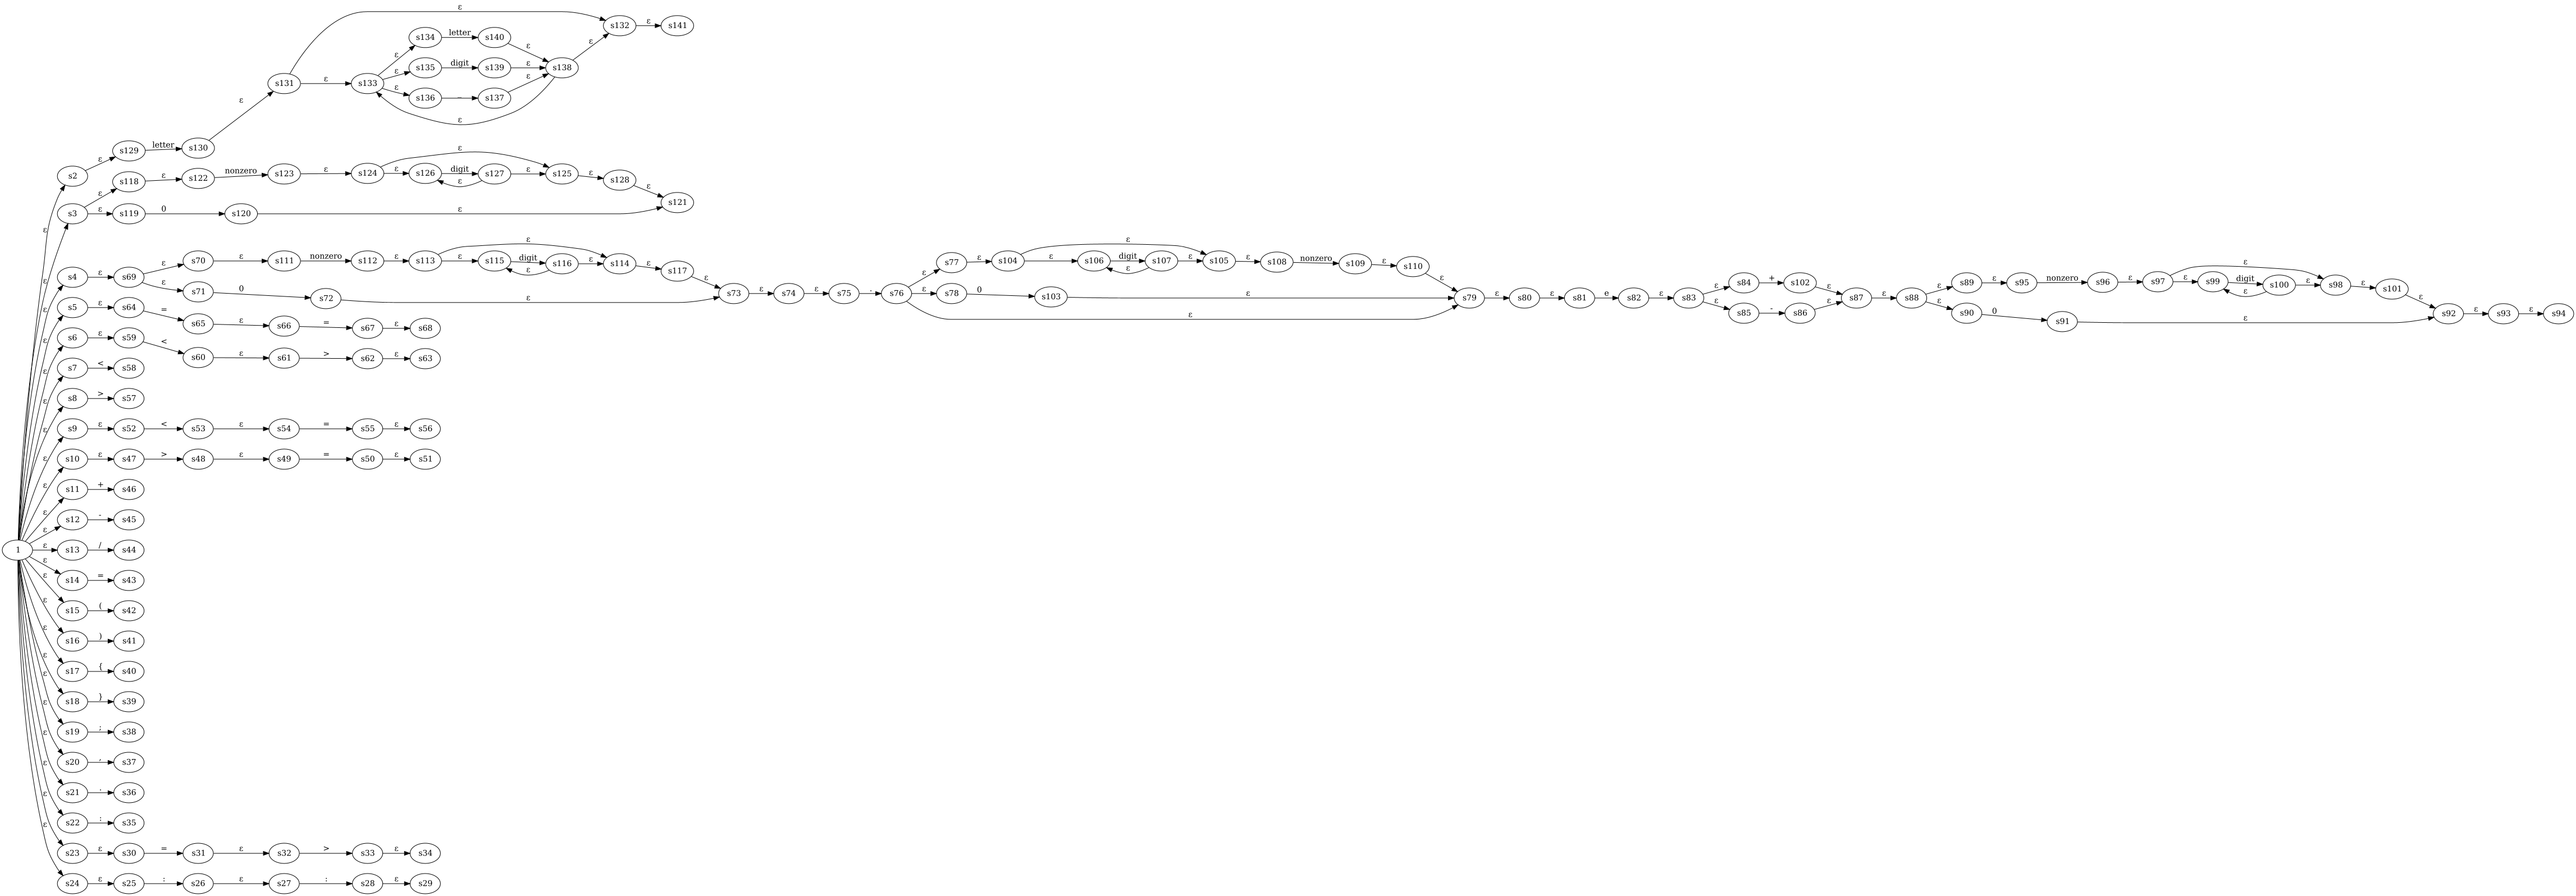 ε
s132 ε s141
s134 letter s140
ε ε ε
s131 ε s133 ε s135 digit s139 ε s138
ε ε
s136 _ s137
ε
ε
s2 ε s129 letter s130
ε
s118 ε s122 nonzero s123 ε s124 ε s126 digit s127 ε s125 ε s128 ε
ε
s3 ε s119 0 s120 ε s121
ε
ε ε
s4 ε s69 ε s70 ε s111 nonzero s112 ε s113 ε s115 digit s116 ε s114 ε s117 ε
ε
ε s71 0 s72 ε s73 ε s74 ε s75 . s76
ε
ε s77 ε s104 ε s106 digit s107 ε s105 ε s108 nonzero s109 ε s110 ε
ε
ε s78 0 s103 ε s79 ε s80 ε s81 e s82 ε s83
ε
ε s84 + s102 ε
ε s85 - s86 ε s87 ε s88
ε
ε s89 ε s95 nonzero s96 ε s97 ε s99 digit s100 ε s98 ε s101 ε
ε
ε s90 0 s91 ε s92 ε s93 ε s94
ε s5 ε s64 = s65 ε s66 = s67 ε s68
ε s6 ε s59 < s60 ε s61 > s62 ε s63
ε s7 < s58
ε s8 > s57
ε s9 ε s52 < s53 ε s54 = s55 ε s56
ε s10 ε s47 > s48 ε s49 = s50 ε s51
ε s11 + s46
ε s12 - s45
1 ε s13 / s44
ε s14 = s43
ε s15 ( s42
ε s16 ) s41
ε s17 { s40
ε s18 } s39
ε s19 ; s38
ε s20 , s37
ε s21 . s36
ε s22 : s35
ε s23 ε s30 = s31 ε s32 > s33 ε s34
ε s24 ε s25 : s26 ε s27 : s28 ε s29